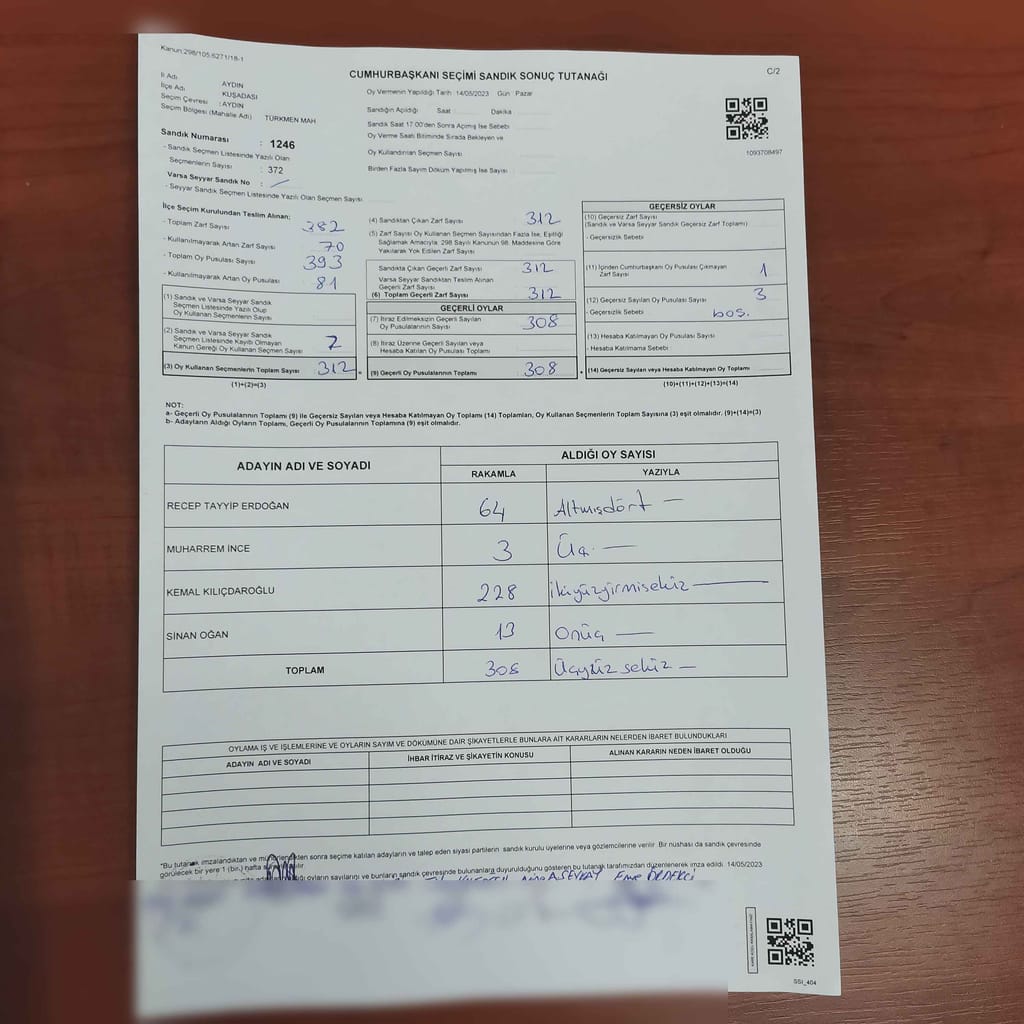 Kanun 298/105,6271/18-1
CUMHURBAŞKANI SEÇİMİ SANDIK SONUÇ TUTANAĞI
C/2
İl Adı AYDIN
İlçe Adı KUŞADASI
Seçim Çevresi : AYDIN
Seçim Bölgesi (Mahalle Adı) TÜRKMEN MAH
Sandık Numarası : 1246
- Sandık Seçmen Listesinde Yazılı Olan
Seçmenlerin Sayısı : 372
Varsa Seyyar Sandık No :
- Seyyar Sandık Seçmen Listesinde Yazılı Olan Seçmen Sayısı
Oy Vermenin Yapıldığı Tarih :14/05/2023 Gün : Pazar
Sandığın Açıldığı Saat Dakika
Sandık Saat 17.00'den Sonra Açımış İse Sebebi
Oy Verme Saati Bitiminde Sırada Bekleyen ve
Oy Kullandırılan Seçmen Sayısı
Birden Fazla Sayım Döküm Yapılmış İse Sayısı
1093708497
İlçe Seçim Kurulundan Teslim Alınan;
- Toplam Zarf Sayısı 382
- Kullanılmayarak Artan Zarf Sayısı 70
- Toplam Oy Pusulası Sayısı 393
- Kullanılmayarak Artan Oy Pusulası 81
(1) Sandık ve Varsa Seyyar Sandık
Seçmen Listesinde Yazılı Olup
Oy Kullanan Seçmenlerin Sayısı
(2) Sandık ve Varsa Seyyar Sandık
Seçmen Listesinde Kayıtlı Olmayan
Kanun Gereği Oy Kullanan Seçmen Sayısı
(3) Oy Kullanan Seçmenlerin Toplam Sayısı 312
(1)+(2)=(3)
(4) Sandıktan Çıkan Zarf Sayısı 312
(5) Zarf Sayısı Oy Kullanan Seçmen Sayısından Fazla İse, Eşitliği
Sağlamak Amacıyla, 298 Sayılı Kanunun 98. Maddesine Göre
Yakılarak Yok Edilen Zarf Sayısı
Sandıkta Çıkan Geçerli Zarf Sayısı 312
Varsa Seyyar Sandıktan Teslim Alınan
Geçerli Zarf Sayısı
(6) Toplam Geçerli Zarf Sayısı 312
GEÇERLİ OYLAR
(7) İtiraz Edilmeksizin Geçerli Sayılan
Oy Pusulalarının Sayısı 308
(8) İtiraz Üzerine Geçerli Sayılan veya
Hesaba Katılan Oy Pusulası Toplamı
(9) Geçerli Oy Pusulalarının Toplamı 308
GEÇERSİZ OYLAR
(10) Geçersiz Zarf Sayısı
(Sandık ve Varsa Seyyar Sandık Geçersiz Zarf Toplamı)
- Geçersizlik Sebebi
(11) İçinden Cumhurbaşkanı Oy Pusulası Çıkmayan
Zarf Sayısı 1
(12) Geçersiz Sayılan Oy Pusulası Sayısı 3
- Geçersizlik Sebebi boş.
(13) Hesaba Katılmayan Oy Pusulası Sayısı
- Hesaba Katılmama Sebebi
(14) Geçersiz Sayılan veya Hesaba Katılmayan Oy Toplamı
(10)+(11)+(12)+(13)=(14)
NOT:
a- Geçerli Oy Pusulalarının Toplamı (9) ile Geçersiz Sayılan veya Hesaba Katılmayan Oy Toplamı (14) Toplamları, Oy Kullanan Seçmenlerin Toplam Sayısına (3) eşit olmalıdır. (9)+(14)=(3)
b- Adayların Aldığı Oyların Toplamı, Geçerli Oy Pusulalarının Toplamına (9) eşit olmalıdır.
ADAYIN ADI VE SOYADI
ALDIĞI OY SAYISI
RAKAMLA YAZIYLA
RECEP TAYYİP ERDOĞAN 64 Altmışdört —
MUHARREM İNCE 3 Üç. —
KEMAL KILIÇDAROĞLU 228 ikiyüzyirmisekiz —
SİNAN OĞAN 13 Onüç —
TOPLAM 308 Üçyüz sekiz —
OYLAMA İŞ VE İŞLEMLERİNE VE OYLARIN SAYIM VE DÖKÜMÜNE DAİR ŞİKAYETLERLE BUNLARA AİT KARARLARIN NELERDEN İBARET BULUNDUKLARI
ADAYIN ADI VE SOYADI İHBAR İTİRAZ VE ŞİKAYETİN KONUSU ALINAN KARARIN NEDEN İBARET OLDUĞU
*Bu tutanak imzalandıktan ve sonra seçime katılan adayların ve talep eden siyasi partilerin sandık kurulu üyelerine veya gözlemcilerine verilir. Bir nüshası da sandık çevresinde
görülecek bir yere 1 (bir) hafta
oyların sayılarını ve bunların sandık çevresinde bulunanlara duyurulduğunu gösteren bu tutanak tarafımızdan düzenlenerek imza edildi. 14/05/2023
SSI_404